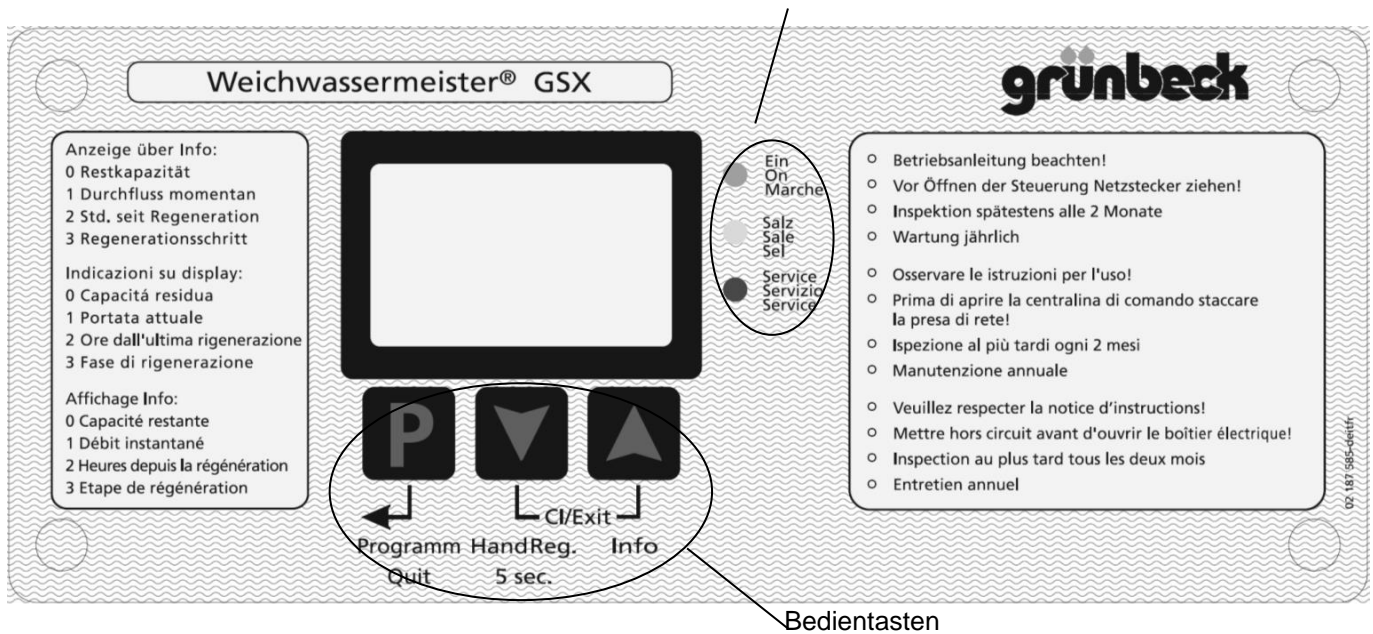 Weichwassermeister® GSX
grünbeck
Anzeige über Info:
0 Restkapazität
1 Durchfluss momentan
2 Std. seit Regeneration
3 Regenerationsschritt
Indicazioni su display:
0 Capacitá residua
1 Portata attuale
2 Ore dall'ultima rigenerazione
3 Fase di rigenerazione
Affichage Info:
0 Capacité restante
1 Débit instantané
2 Heures depuis la régénération
3 Etape de régénération
Ein
On
Marche
Salz
Sale
Sel
Service
Servizio
Service
P
CI/Exit
Programm HandReg. Info
Quit 5 sec.
Betriebsanleitung beachten!
Vor Öffnen der Steuerung Netzstecker ziehen!
Inspektion spätestens alle 2 Monate
Wartung jährlich
Osservare le istruzioni per l'uso!
Prima di aprire la centralina di comando staccare
la presa di rete!
Ispezione al più tardi ogni 2 mesi
Manutenzione annuale
Veuillez respecter la notice d'instructions!
Mettre hors circuit avant d'ouvrir le boîtier électrique!
Inspection au plus tard tous les deux mois
Entretien annuel
02 187 585-deitfr
Bedientasten